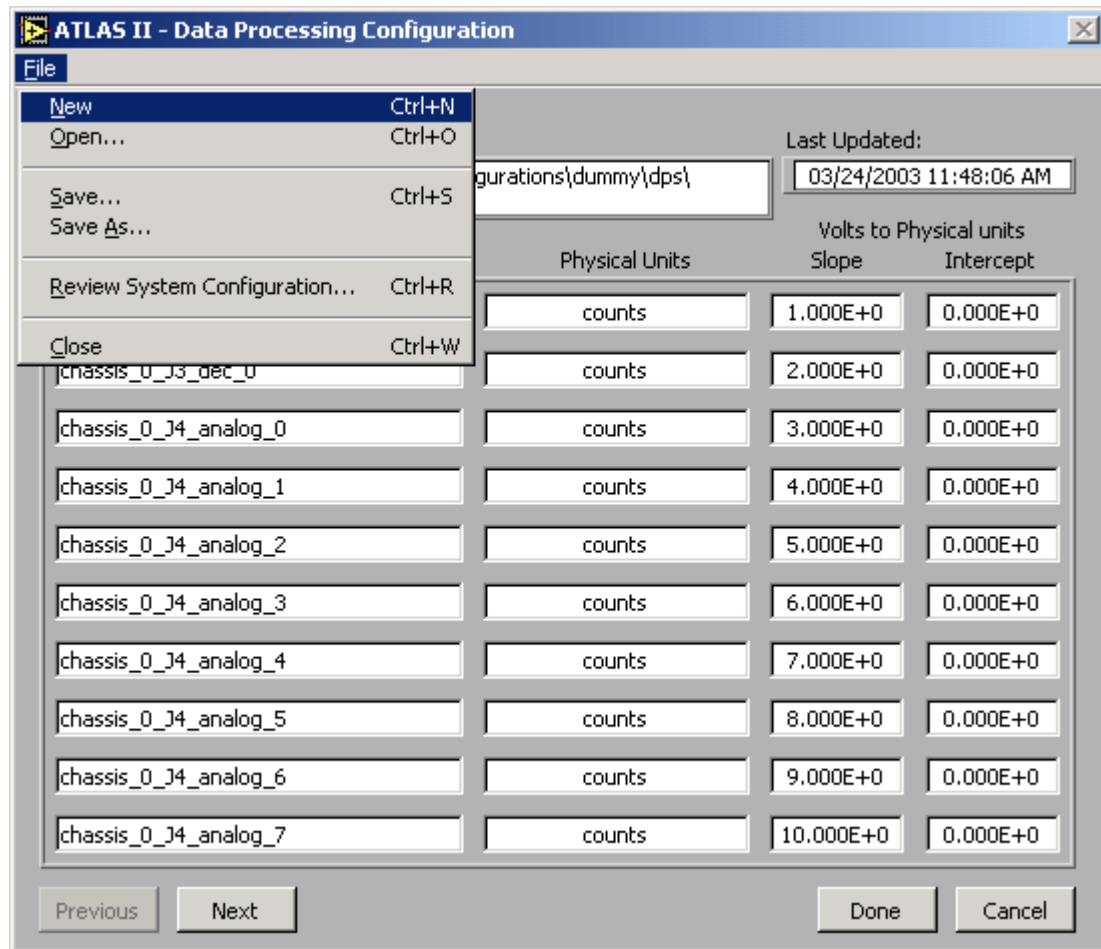 ATLAS II - Data Processing Configuration
File
New Ctrl+N
Open... Ctrl+O
Save... Ctrl+S
Save As...
Review System Configuration... Ctrl+R
Close Ctrl+W
Last Updated:
gurations\dummy\dps\ 03/24/2003 11:48:06 AM
Volts to Physical units
Physical Units Slope Intercept
counts 1.000E+0 0.000E+0
chassis_0_J3_dec_0 counts 2.000E+0 0.000E+0
chassis_0_J4_analog_0 counts 3.000E+0 0.000E+0
chassis_0_J4_analog_1 counts 4.000E+0 0.000E+0
chassis_0_J4_analog_2 counts 5.000E+0 0.000E+0
chassis_0_J4_analog_3 counts 6.000E+0 0.000E+0
chassis_0_J4_analog_4 counts 7.000E+0 0.000E+0
chassis_0_J4_analog_5 counts 8.000E+0 0.000E+0
chassis_0_J4_analog_6 counts 9.000E+0 0.000E+0
chassis_0_J4_analog_7 counts 10.000E+0 0.000E+0
Previous Next Done Cancel